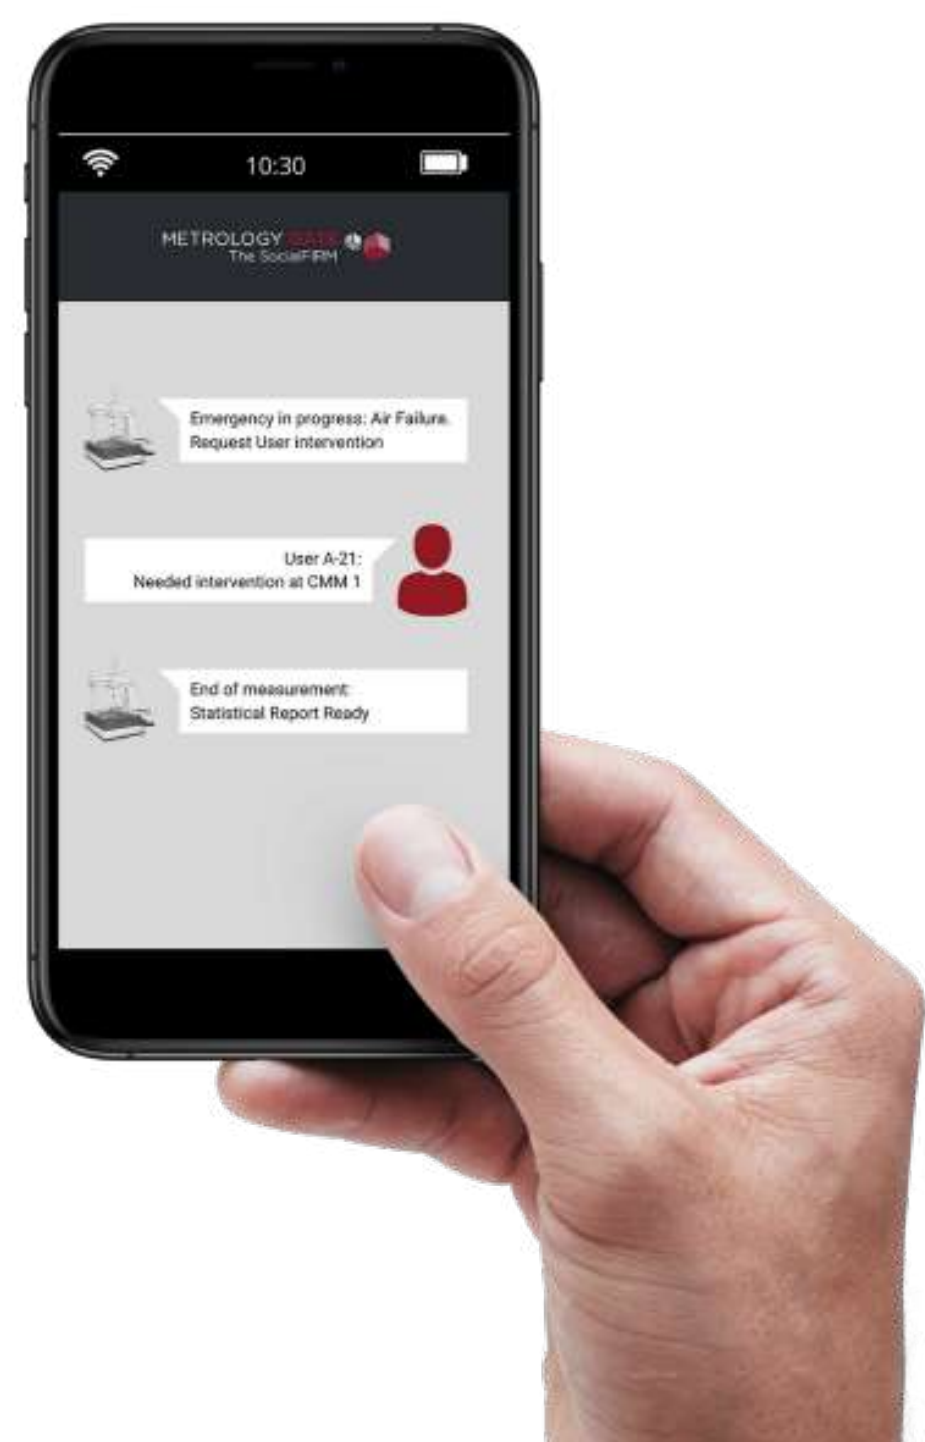 10:30
METROLOGY GATE
The SocialFIRM
Emergency in progress: Air Failure.
Request User intervention
User A-21:
Needed intervention at CMM 1
End of measurement:
Statistical Report Ready